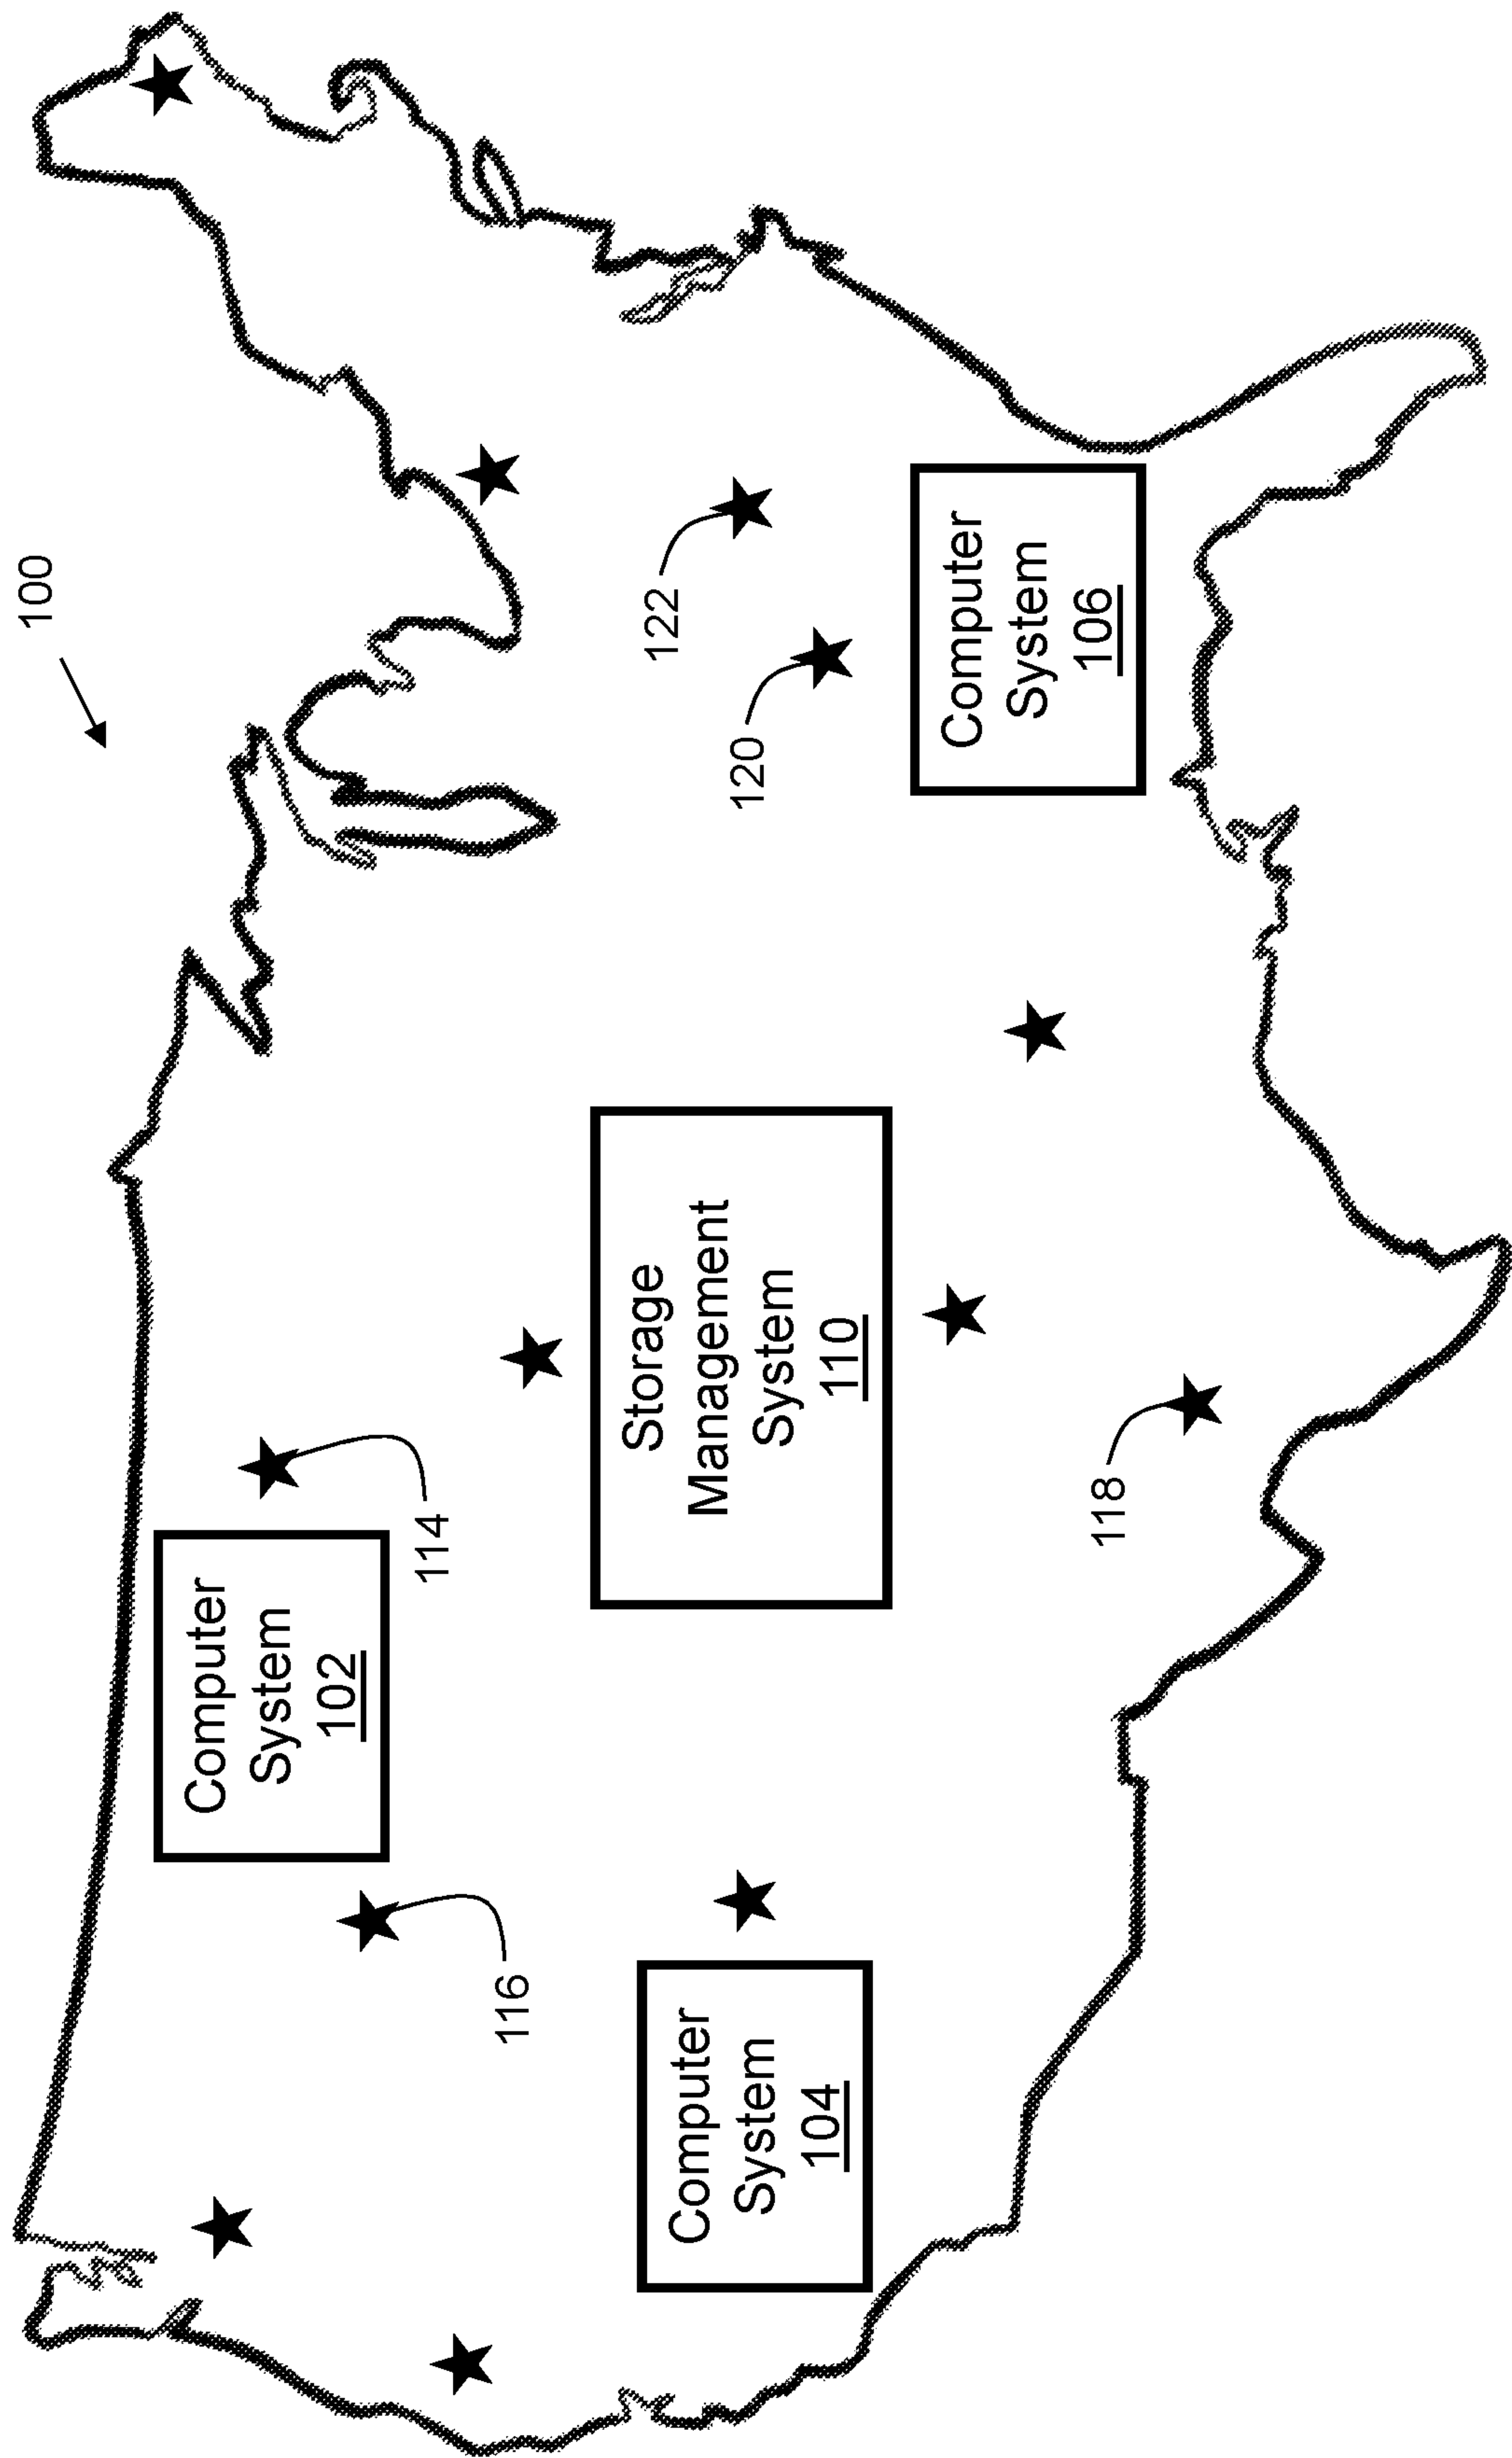 100
Computer
System
102
114
116
Storage
Management
System
110
122
120
Computer
System
104
Computer
System
106
118